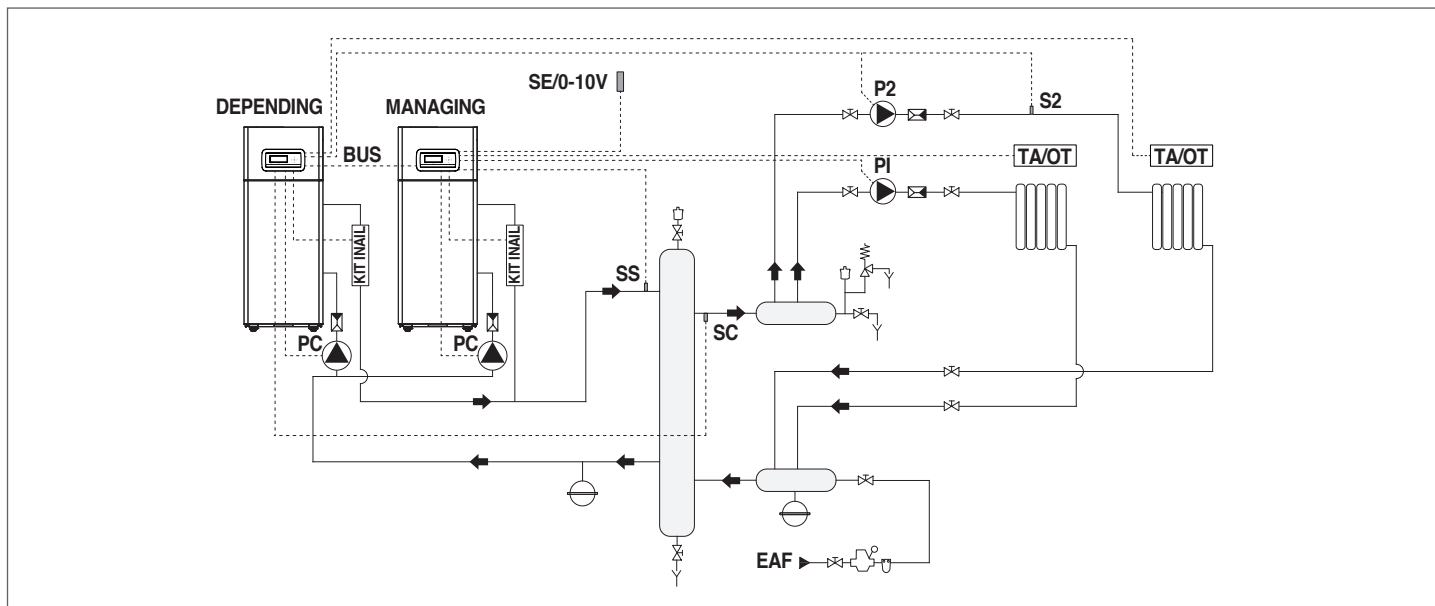 SE/0-10V
P2
DEPENDING
MANAGING
S2
BUS
TA/OT
TA/OT
P1
KIT INAIL
KIT INAIL
SS
SC
PC
PC
EAF